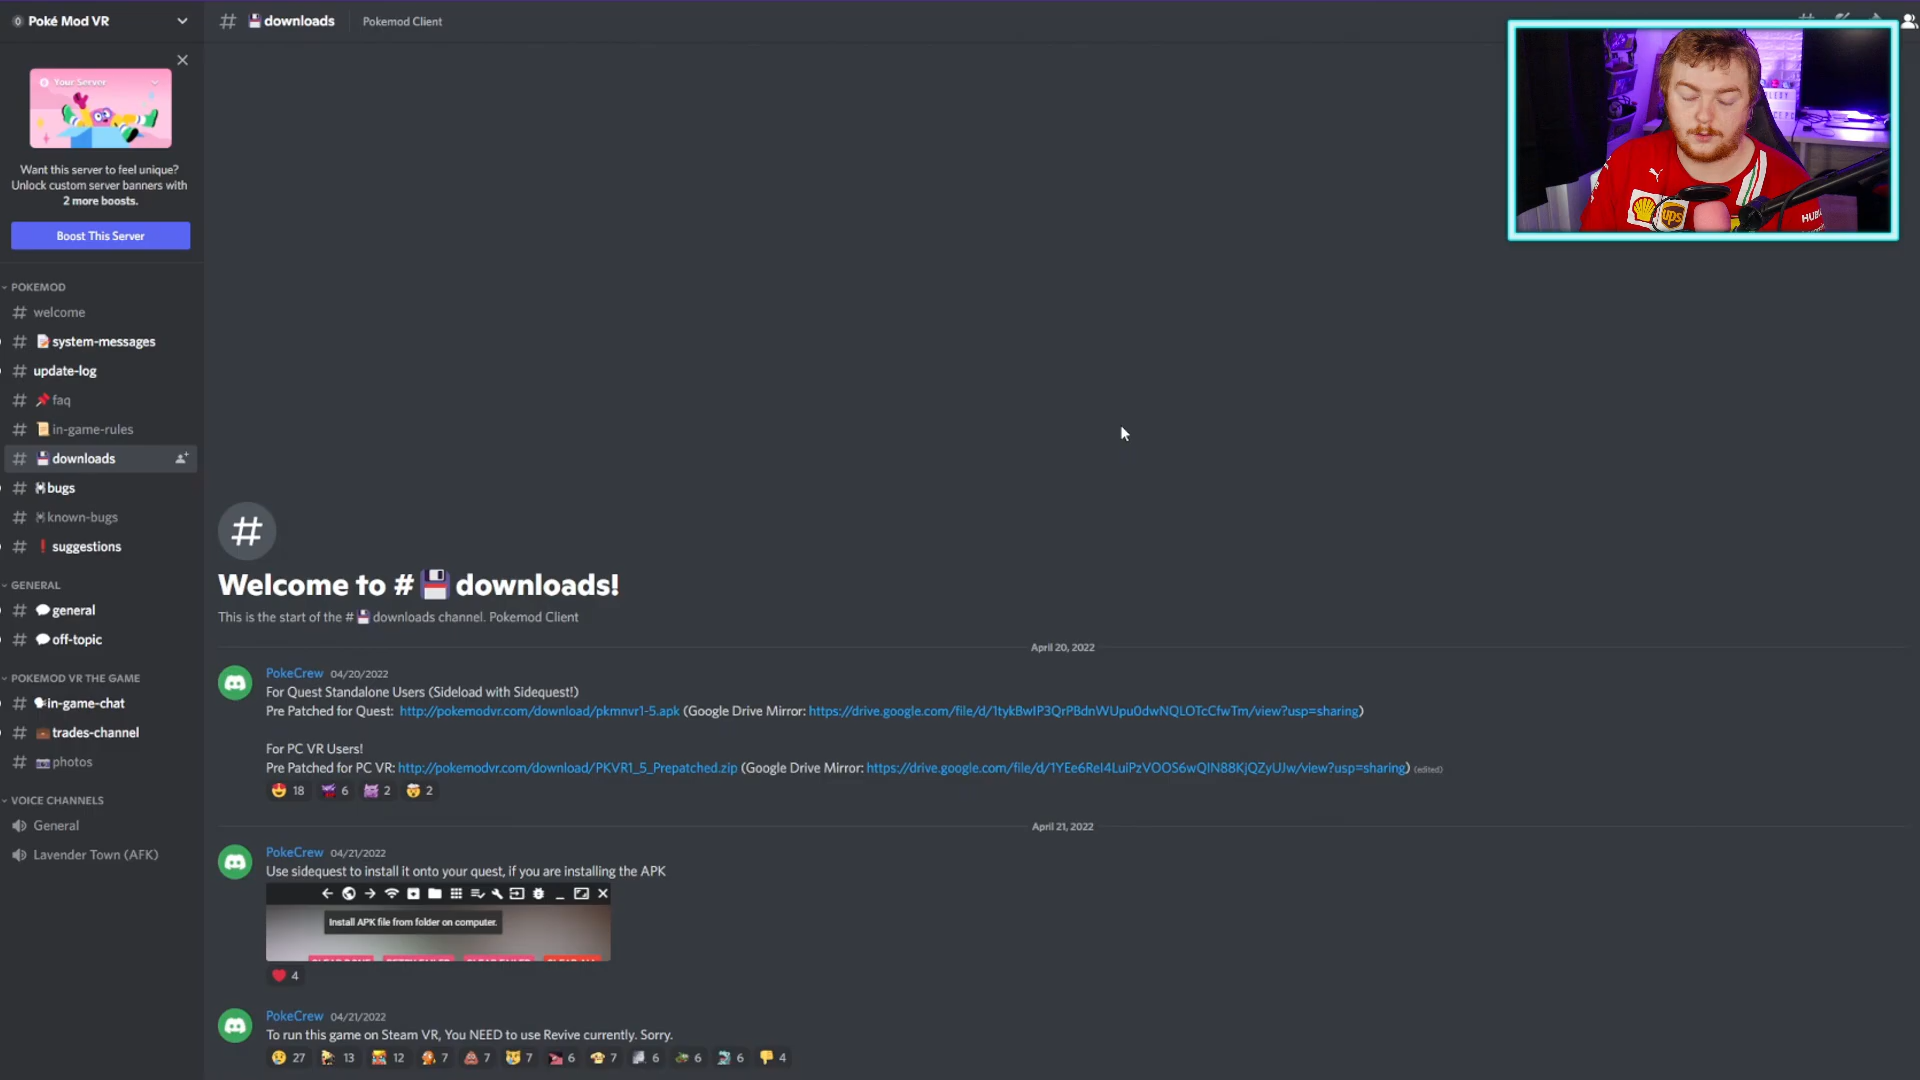 Poké Mod VR
downloads
Pokemod Client
Your Server
Want this server to feel unique?
Unlock custom server banners with
2 more boosts.
Boost This Server
POKEMOD
welcome
system-messages
update-log
faq
in-game-rules
downloads
bugs
known-bugs
suggestions
GENERAL
general
off-topic
POKEMOD VR THE GAME
in-game-chat
trades-channel
photos
VOICE CHANNELS
General
Lavender Town (AFK)
ups
HUBL
Welcome to # downloads!
This is the start of the # downloads channel. Pokemod Client
April 20, 2022
PokeCrew 04/20/2022
For Quest Standalone Users (Sideload with Sidequest!)
Pre Patched for Quest: http://pokemodvr.com/download/pkmnvr1-5.apk (Google Drive Mirror: https://drive.google.com/file/d/1tykBwIP3QrPBdnWUpu0dwNQLOTcCfwTm/view?usp=sharing)
For PC VR Users!
Pre Patched for PC VR: http://pokemodvr.com/download/PKVR1_5_Prepatched.zip (Google Drive Mirror: https://drive.google.com/file/d/1YEe6ReI4LuiPzVOOS6wQIN88KjQZyUJw/view?usp=sharing) (edited)
18 6 2 2
April 21, 2022
PokeCrew 04/21/2022
Use sidequest to install it onto your quest, if you are installing the APK
Install APK file from folder on computer.
4
PokeCrew 04/21/2022
To run this game on Steam VR, You NEED to use Revive currently. Sorry.
27 13 12 7 7 7 6 7 6 6 6 4